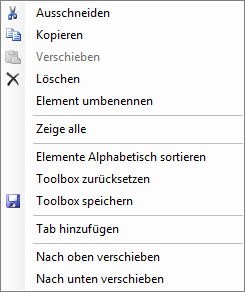 Ausschneiden
Kopieren
Verschieben
Löschen
Element umbenennen
Zeige alle
Elemente Alphabetisch sortieren
Toolbox zurücksetzen
Toolbox speichern
Tab hinzufügen
Nach oben verschieben
Nach unten verschieben